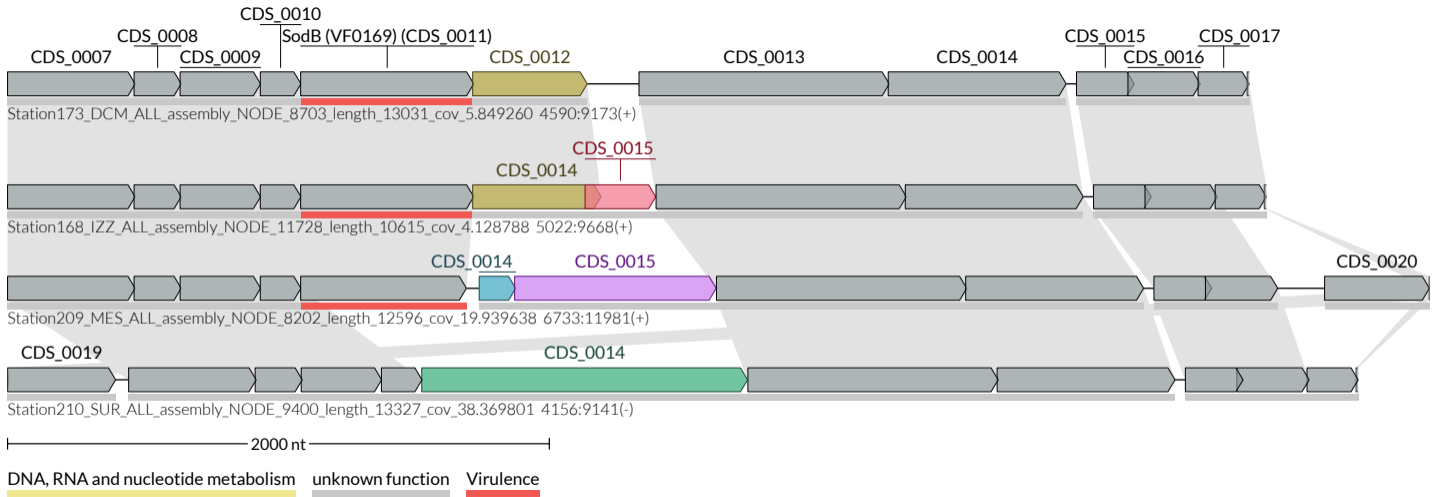 CDS_0010
CDS_0008 SodB (VF0169) (CDS_0011) CDS_0015 CDS_0017
CDS_0007 CDS_0009 CDS_0012 CDS_0013 CDS_0014 CDS_0016
Station173_DCM_ALL_assembly_NODE_8703_length_13031_cov_5.849260 4590:9173(+)
CDS_0015
CDS_0014
Station168_IZZ_ALL_assembly_NODE_11728_length_10615_cov_4.128788 5022:9668(+)
CDS_0014 CDS_0015 CDS_0020
Station209_MES_ALL_assembly_NODE_8202_length_12596_cov_19.939638 6733:11981(+)
CDS_0019 CDS_0014
Station210_SUR_ALL_assembly_NODE_9400_length_13327_cov_38.369801 4156:9141(-)
2000 nt
DNA, RNA and nucleotide metabolism unknown function Virulence